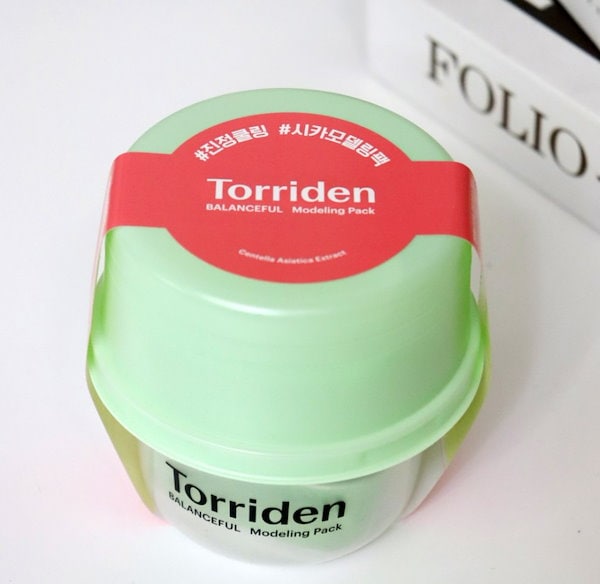 #진정쿨링 #시카모델링팩
Torriden
BALANCEFUL Modeling Pack
Centella Asiatica Extract
FOLIO
Torriden
BALANCEFUL Modeling Pack